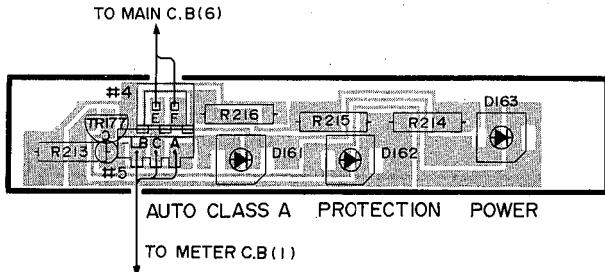 TO MAIN C.B(6)
#4
E F
TR177
R216
R215
R214
D163
R213
B C A
D161
D162
#5
AUTO CLASS A PROTECTION POWER
TO METER C.B(1)